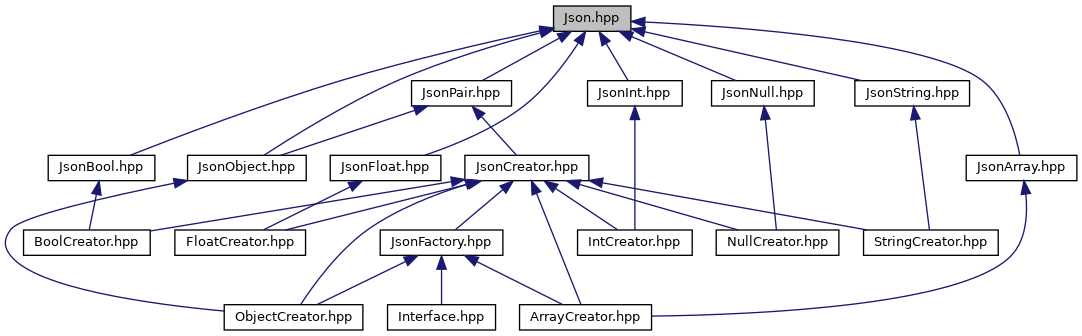 Json.hpp
JsonPair.hpp
JsonInt.hpp
JsonNull.hpp
JsonString.hpp
JsonBool.hpp
JsonObject.hpp
JsonFloat.hpp
JsonCreator.hpp
JsonArray.hpp
BoolCreator.hpp
FloatCreator.hpp
JsonFactory.hpp
IntCreator.hpp
NullCreator.hpp
StringCreator.hpp
ObjectCreator.hpp
Interface.hpp
ArrayCreator.hpp